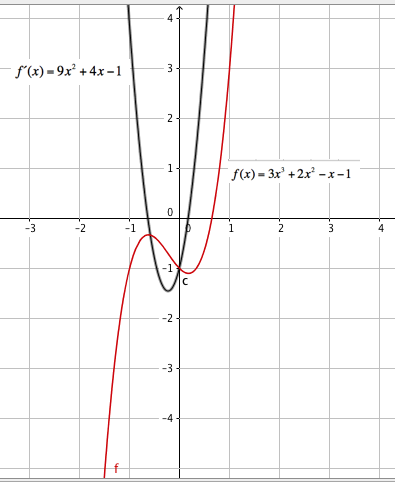 4
f′(x) = 9x² + 4x − 1
3
2
1
f(x) = 3x³ + 2x² − x − 1
0
-3 -2 -1 0 1 2 3 4
-1
c
-2
-3
-4
f